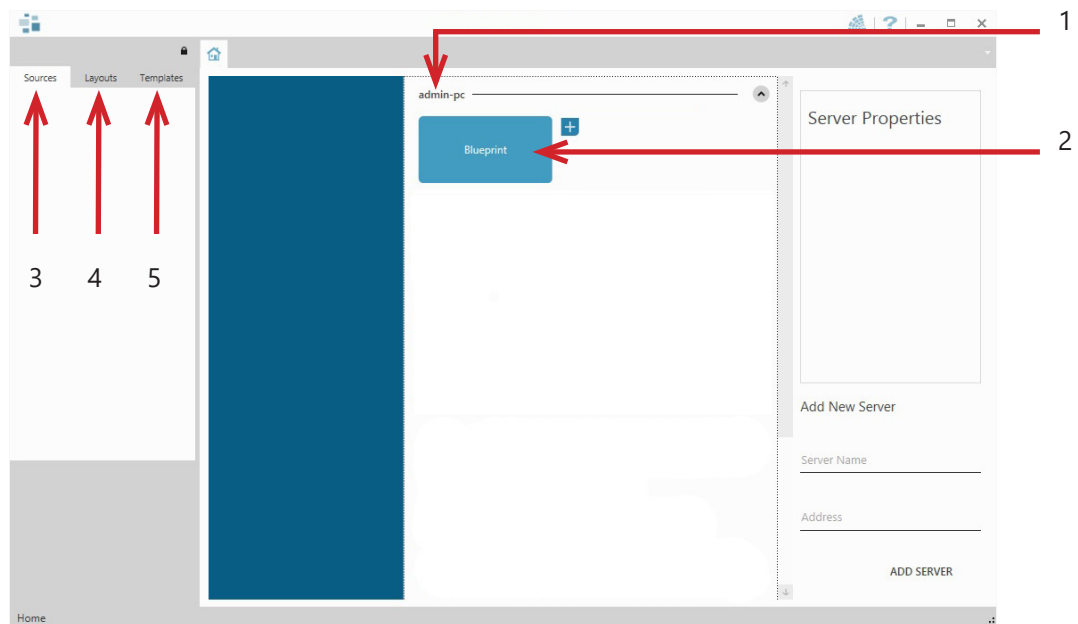 ?
1
Sources Layouts Templates
admin-pc
Server Properties
Blueprint
+
2
3 4 5
Add New Server
Server Name
Address
ADD SERVER
Home